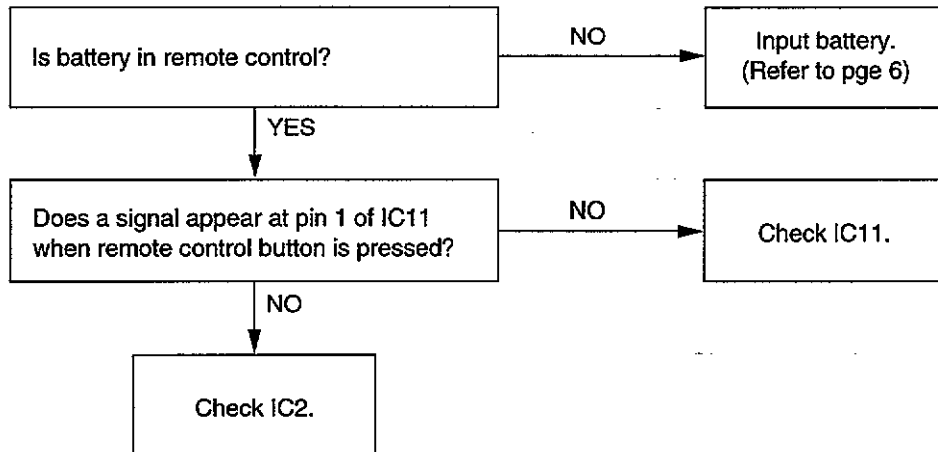 Is battery in remote control?
NO
Input battery.
(Refer to pge 6)
YES
Does a signal appear at pin 1 of IC11
when remote control button is pressed?
NO
Check IC11.
NO
Check IC2.